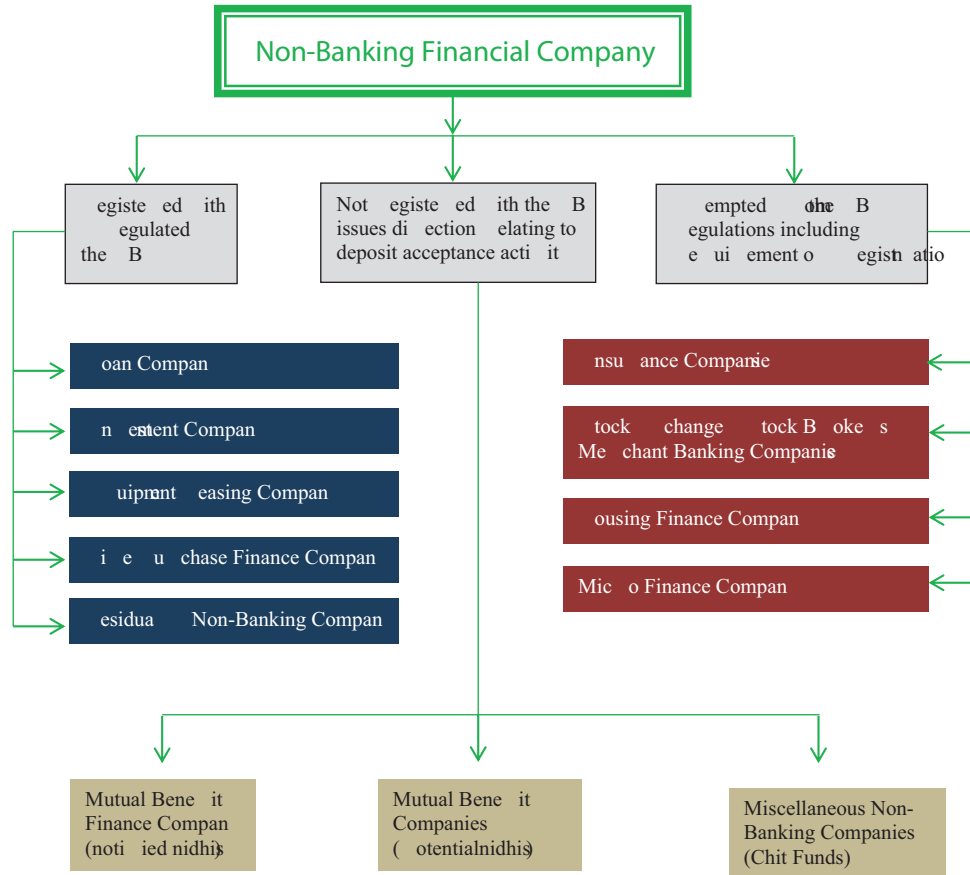 Non-Banking Financial Company
egiste ed ith
egulated
the B
Not egiste ed ith the B
issues di ection elating to
deposit acceptance acti it
empted the B
egulations including
e ui ement o egist atio
oan Compan
n estment Compan
uipment easing Compan
i e u chase Finance Compan
esidua Non-Banking Compan
nsu ance Companie
tock change tock B oke s
Me chant Banking Companies
ousing Finance Compan
Mic o Finance Compan
Mutual Bene it
Finance Compan
(noti ied nidhis
Mutual Bene it
Companies
( otentialnidhis)
Miscellaneous Non-
Banking Companies
(Chit Funds)